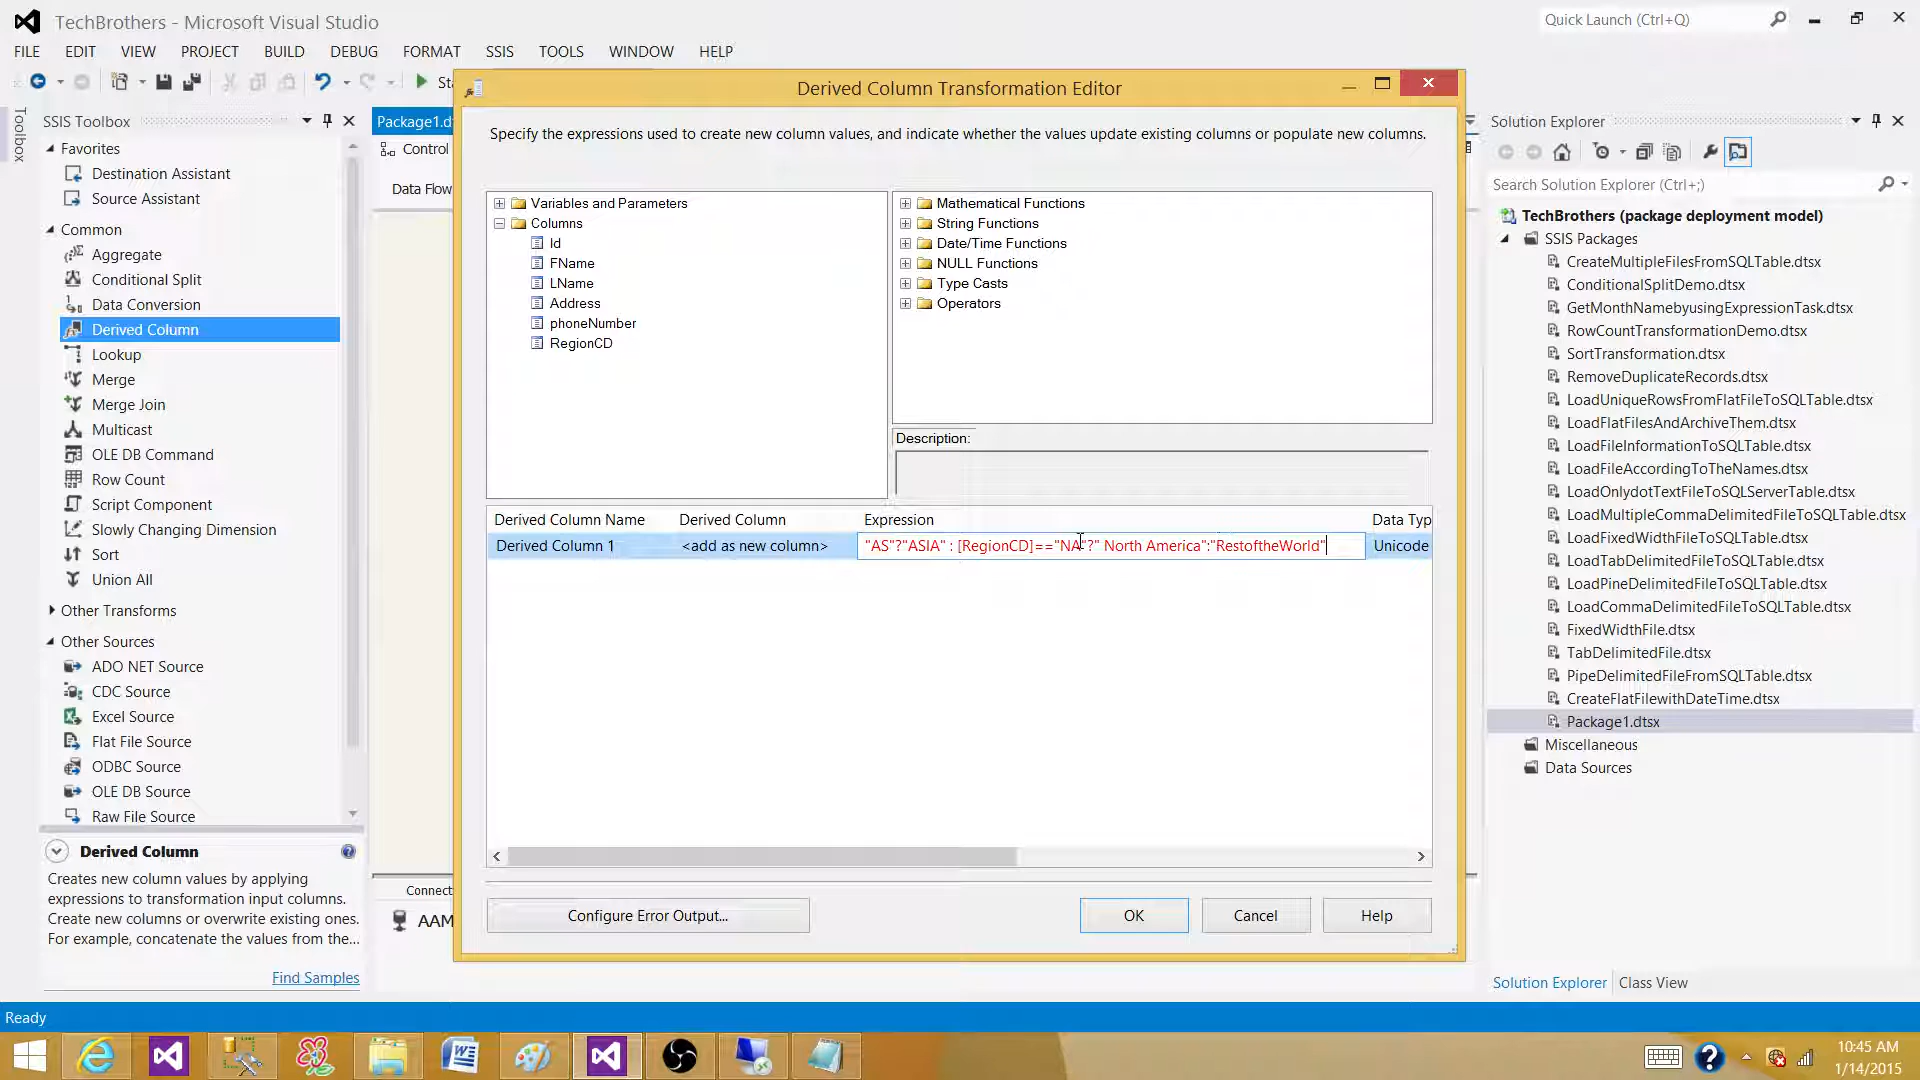 TechBrothers - Microsoft Visual Studio
Quick Launch (Ctrl+Q)
FILE EDIT VIEW PROJECT BUILD DEBUG FORMAT SSIS TOOLS WINDOW HELP
Toolbox
SSIS Toolbox
Favorites
Destination Assistant
Source Assistant
Common
Aggregate
Conditional Split
Data Conversion
Derived Column
Lookup
Merge
Merge Join
Multicast
OLE DB Command
Row Count
Script Component
Slowly Changing Dimension
Sort
Union All
Other Transforms
Other Sources
ADO NET Source
CDC Source
Excel Source
Flat File Source
ODBC Source
OLE DB Source
Raw File Source
Derived Column
Creates new column values by applying
expressions to transformation input columns.
Create new columns or overwrite existing ones.
For example, concatenate the values from the...
Find Samples
Package1.d
Control
Data Flow
Connect
AAM
Derived Column Transformation Editor
Specify the expressions used to create new column values, and indicate whether the values update existing columns or populate new columns.
Variables and Parameters
Columns
Id
FName
LName
Address
phoneNumber
RegionCD
Mathematical Functions
String Functions
Date/Time Functions
NULL Functions
Type Casts
Operators
Description:
Derived Column Name Derived Column Expression Data Typ
Derived Column 1 <add as new column> "AS"?"ASIA" : [RegionCD]=="NA"?" North America":"RestoftheWorld" Unicode
Configure Error Output... OK Cancel Help
Solution Explorer
Search Solution Explorer (Ctrl+;)
TechBrothers (package deployment model)
SSIS Packages
CreateMultipleFilesFromSQLTable.dtsx
ConditionalSplitDemo.dtsx
GetMonthNamebyusingExpressionTask.dtsx
RowCountTransformationDemo.dtsx
SortTransformation.dtsx
RemoveDuplicateRecords.dtsx
LoadUniqueRowsFromFlatFileToSQLTable.dtsx
LoadFlatFilesAndArchiveThem.dtsx
LoadFileInformationToSQLTable.dtsx
LoadFileAccordingToTheNames.dtsx
LoadOnlydotTextFileToSQLServerTable.dtsx
LoadMultipleCommaDelimitedFileToSQLTable.dtsx
LoadFixedWidthFileToSQLTable.dtsx
LoadTabDelimitedFileToSQLTable.dtsx
LoadPineDelimitedFileToSQLTable.dtsx
LoadCommaDelimitedFileToSQLTable.dtsx
FixedWidthFile.dtsx
TabDelimitedFile.dtsx
PipeDelimitedFileFromSQLTable.dtsx
CreateFlatFilewithDateTime.dtsx
Package1.dtsx
Miscellaneous
Data Sources
Solution Explorer Class View
Ready
10:45 AM
1/14/2015